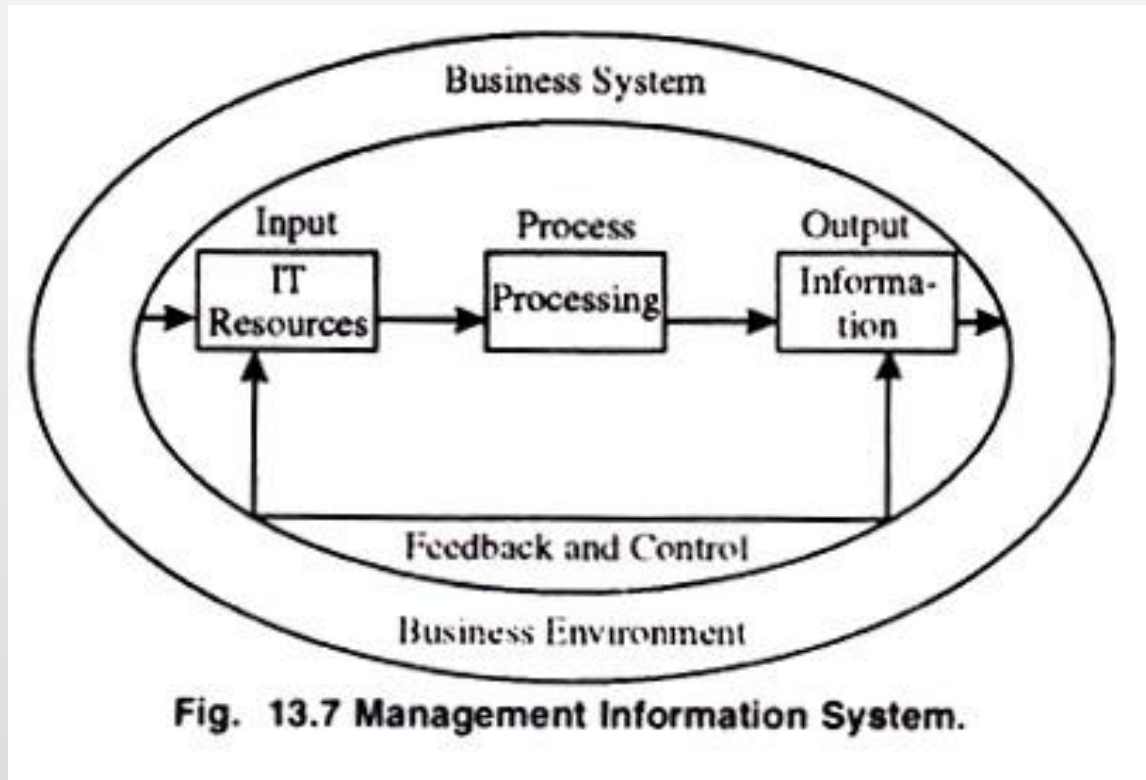 Business System
Input
Process
Output
IT
Resources
Processing
Informa-
tion
Feedback and Control
Business Environment
Fig. 13.7 Management Information System.